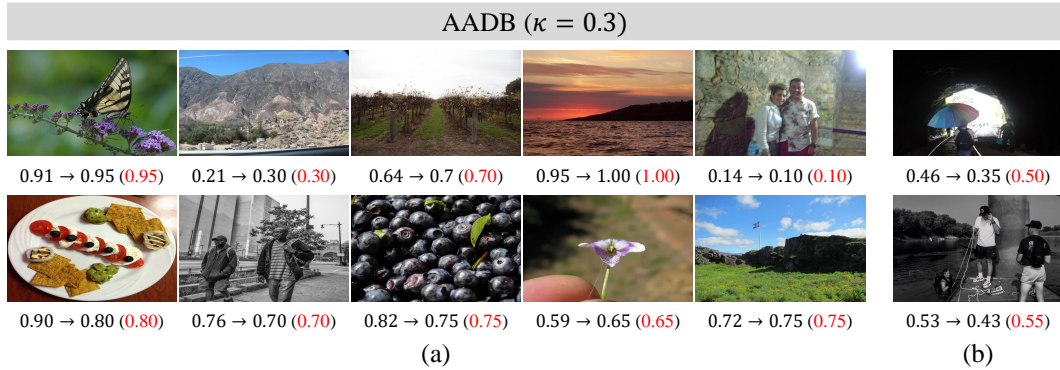 AADB (κ = 0.3)
0.91 → 0.95 (0.95) 0.21 → 0.30 (0.30) 0.64 → 0.7 (0.70) 0.95 → 1.00 (1.00) 0.14 → 0.10 (0.10) 0.46 → 0.35 (0.50)
0.90 → 0.80 (0.80) 0.76 → 0.70 (0.70) 0.82 → 0.75 (0.75) 0.59 → 0.65 (0.65) 0.72 → 0.75 (0.75) 0.53 → 0.43 (0.55)
(a) (b)